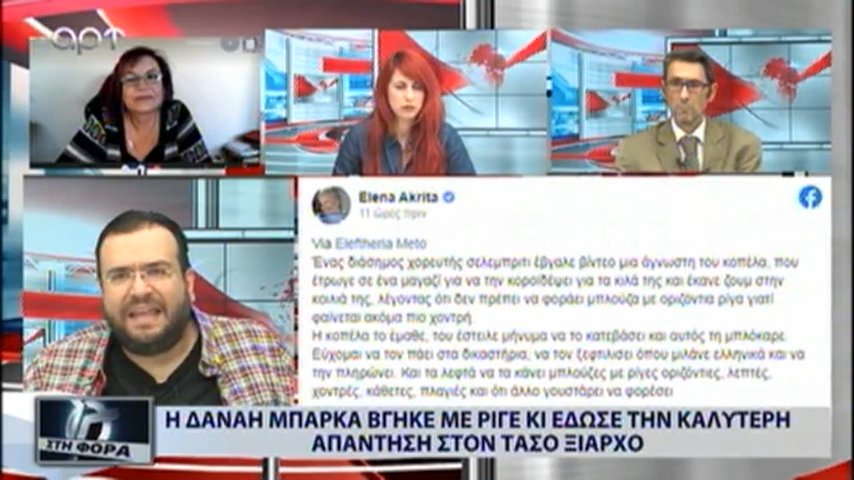 αρτ
Elena Akrita
11 ώρες πριν
Via Eleftheria Meto
Ένας διάσημος χορευτής σελεμπριτι έβγαλε βίντεο μια άγνωστη του κοπέλα, που
έτρωγε σε ένα μαγαζί για να την κοροϊδέψει για τα κιλά της και έκανε ζουμ στην
κοιλιά της, λέγοντας ότι δεν πρέπει να φοράει μπλούζα με οριζόντια ρίγα γιατί
φαίνεται ακόμα πιο χοντρή
Η κοπέλα το έμαθε, του έστειλε μήνυμα να το κατεβάσει και αυτός τη μπλόκαρε.
Εύχομαι να τον πάει στα δικαστήρια, να τον ξεφτιλίσει όπου μιλάνε ελληνικά και να
την πληρώνει. Και τα λεφτά να τα κάνει μπλούζες με ρίγες οριζόντιες, λεπτές,
χοντρές, κάθετες, πλαγιές και ότι άλλο γουστάρει να φορέσει
ΣΤΗ ΦΟΡΑ
Η ΔΑΝΑΗ ΜΠΑΡΚΑ ΒΓΗΚΕ ΜΕ ΡΙΓΕ ΚΙ ΕΔΩΣΕ ΤΗΝ ΚΑΛΥΤΕΡΗ
ΑΠΑΝΤΗΣΗ ΣΤΟΝ ΤΑΣΟ ΞΙΑΡΧΟ